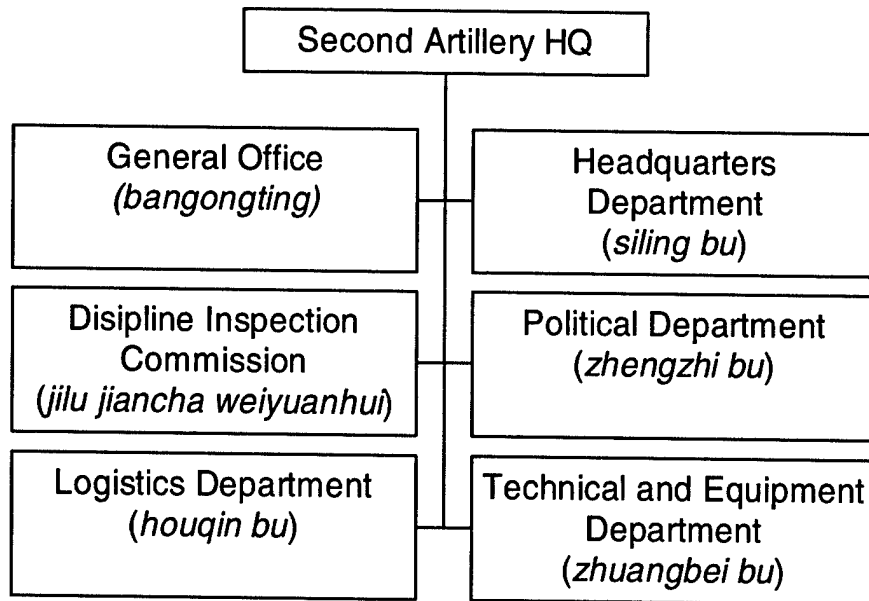 Second Artillery HQ
General Office
(bangongting)
Headquarters
Department
(siling bu)
Disipline Inspection
Commission
(jilu jiancha weiyuanhui)
Political Department
(zhengzhi bu)
Logistics Department
(houqin bu)
Technical and Equipment
Department
(zhuangbei bu)